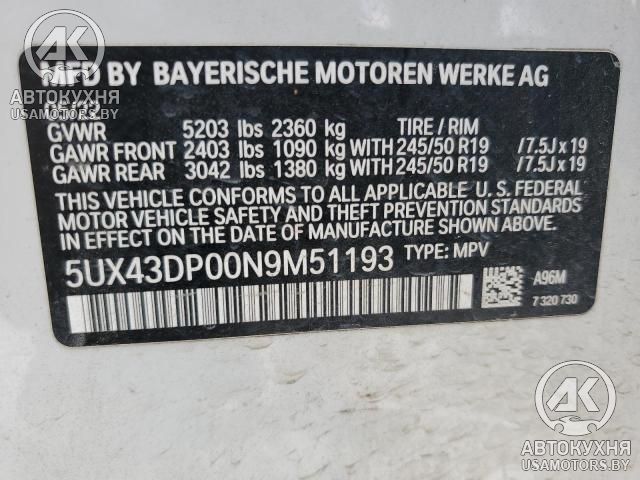 MFD BY BAYERISCHE MOTOREN WERKE AG
GVWR 5203 lbs 2360 kg TIRE / RIM
GAWR FRONT 2403 lbs 1090 kg WITH 245/50 R19 /7.5J x 19
GAWR REAR 3042 lbs 1380 kg WITH 245/50 R19 /7.5J x 19
THIS VEHICLE CONFORMS TO ALL APPLICABLE U. S. FEDERAL
MOTOR VEHICLE SAFETY AND THEFT PREVENTION STANDARDS
IN EFFECT ON THE DATE OF MANUFACTURE SHOWN ABOVE.
5UX43DP00N9M51193 TYPE: MPV
A96M
7 320 730
АК
АВТОКУХНЯ
USAMOTORS.BY
АК
АВТОКУХНЯ
USAMOTORS.BY